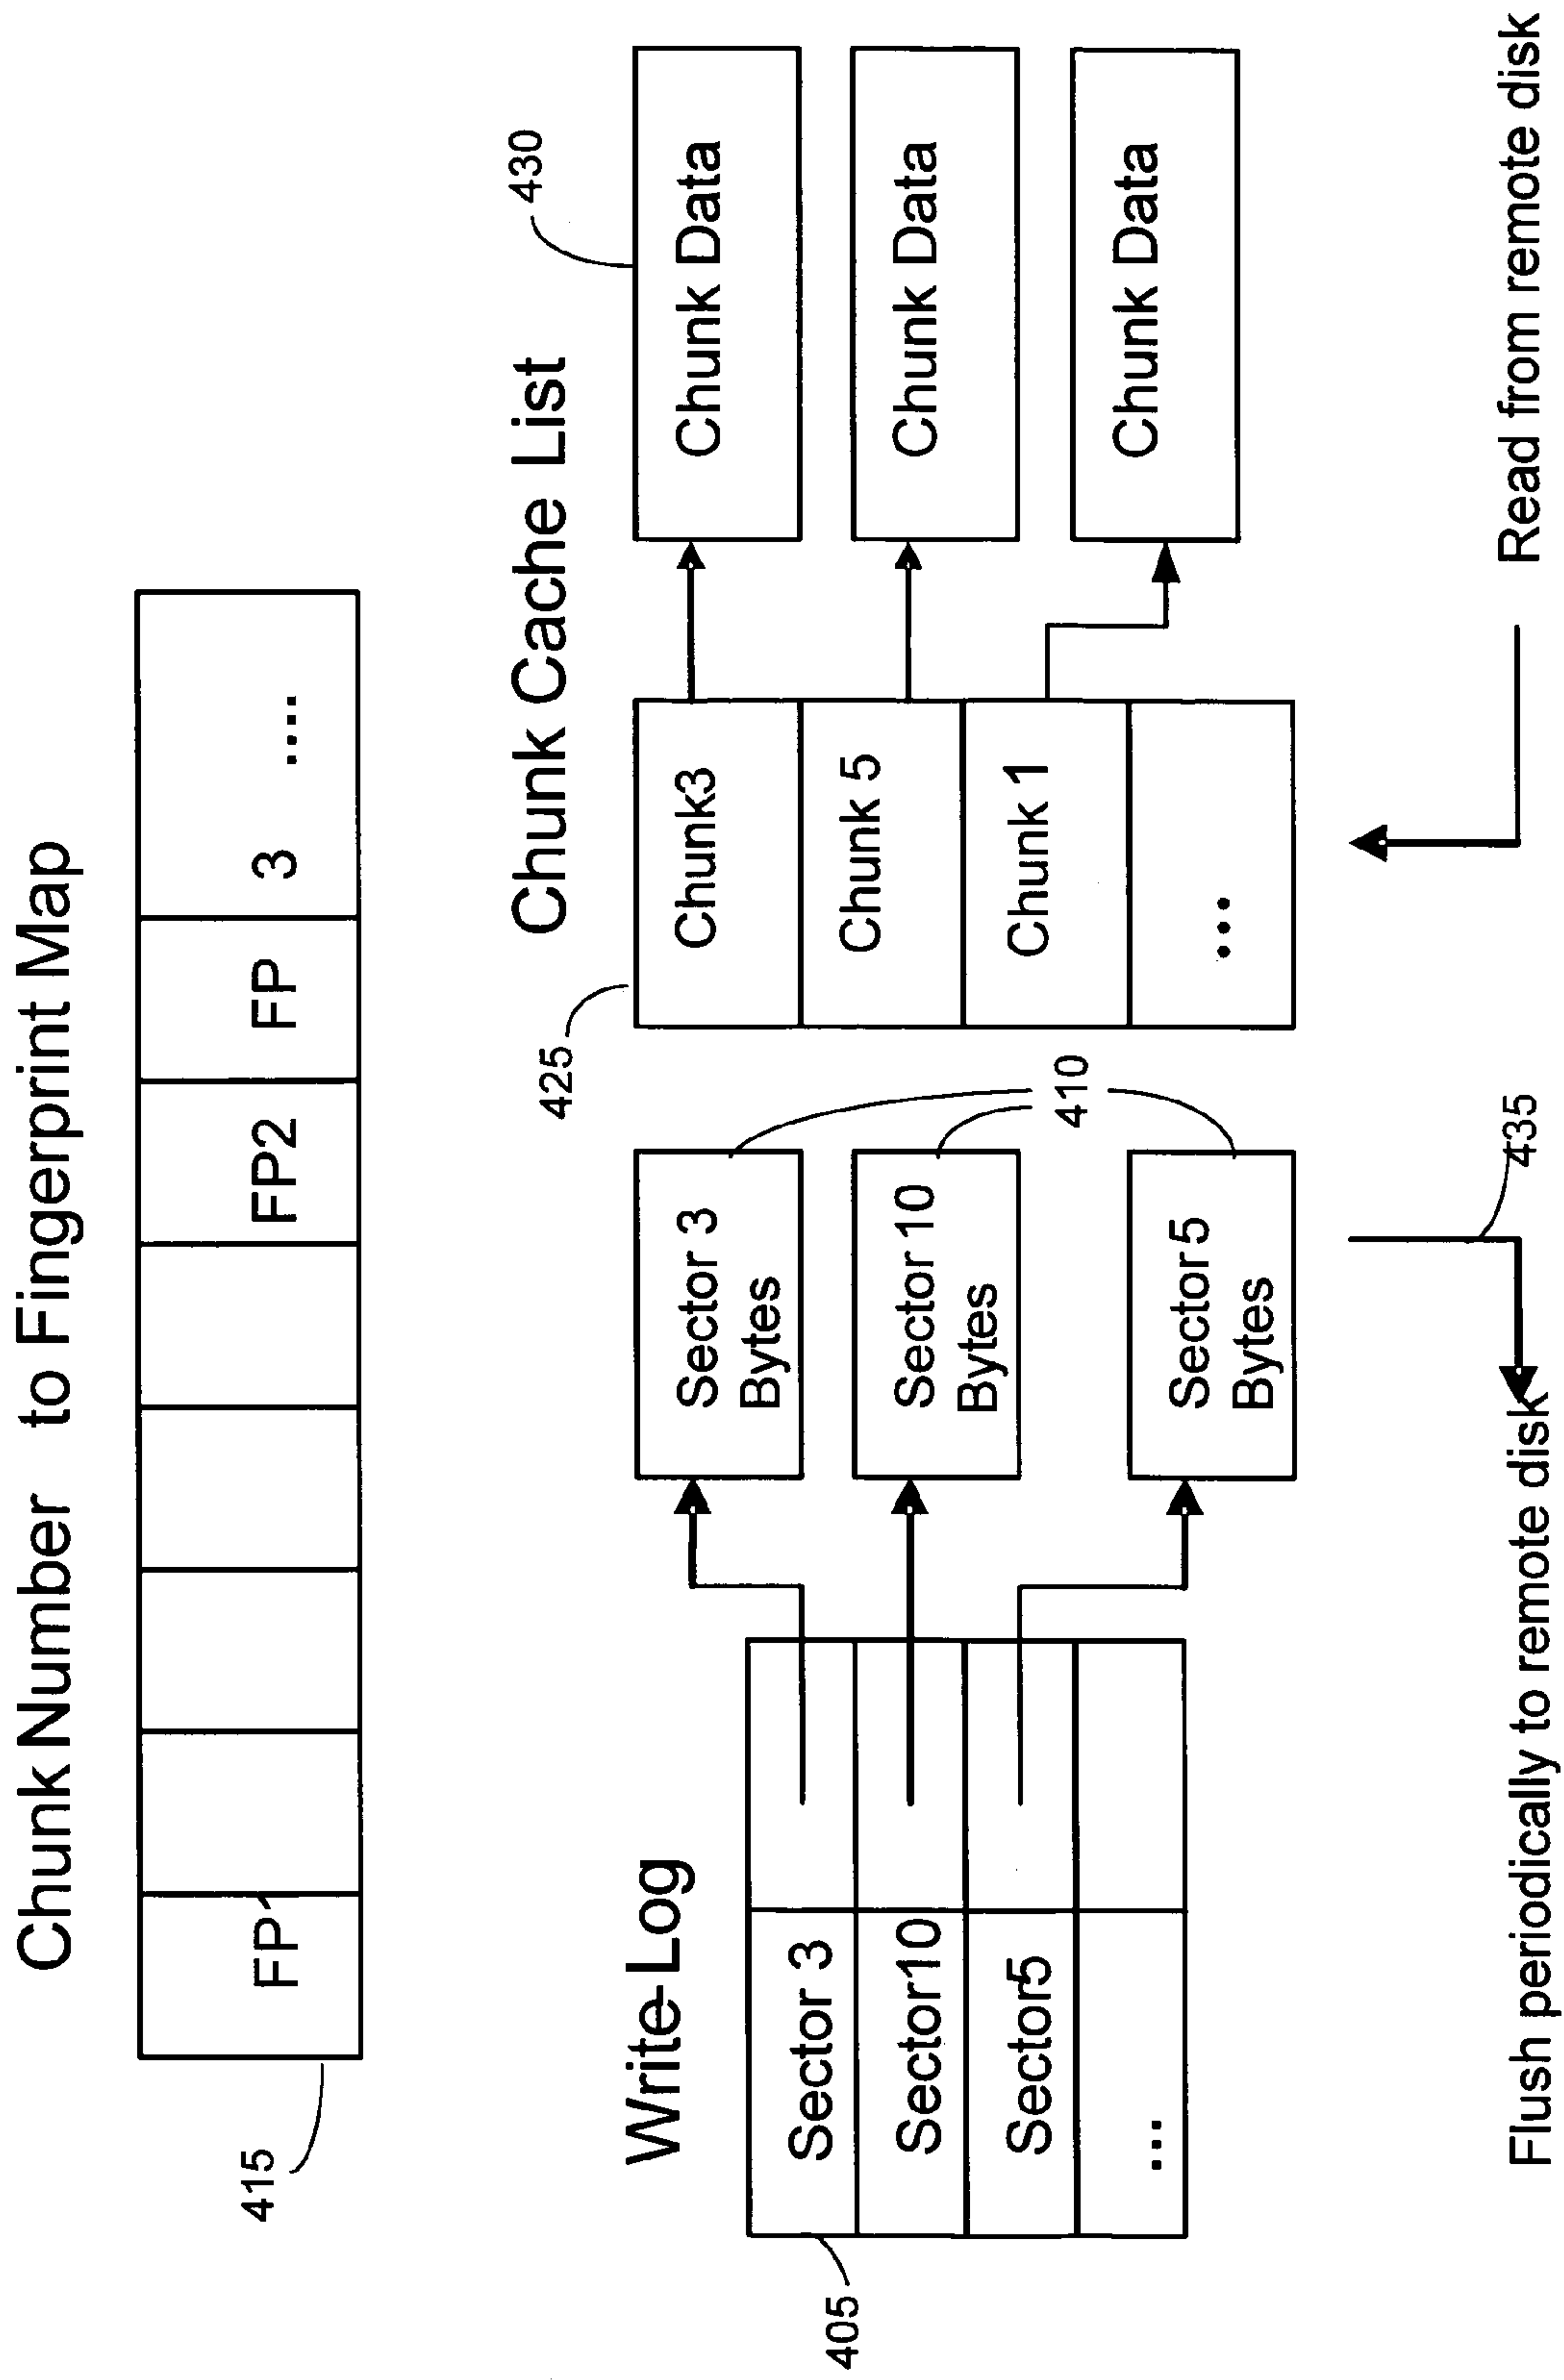 Chunk Number to Fingerprint Map
415
FP1
FP2
FP
3
....
Write Log
405
Sector 3
Sector10
Sector5
...
Sector 3
Bytes
Sector 10
Bytes
Sector5
Bytes
410
Chunk Cache List
425
Chunk3
Chunk 5
Chunk 1
...
430
Chunk Data
Chunk Data
Chunk Data
435
Flush periodically to remote disk
Read from remote disk